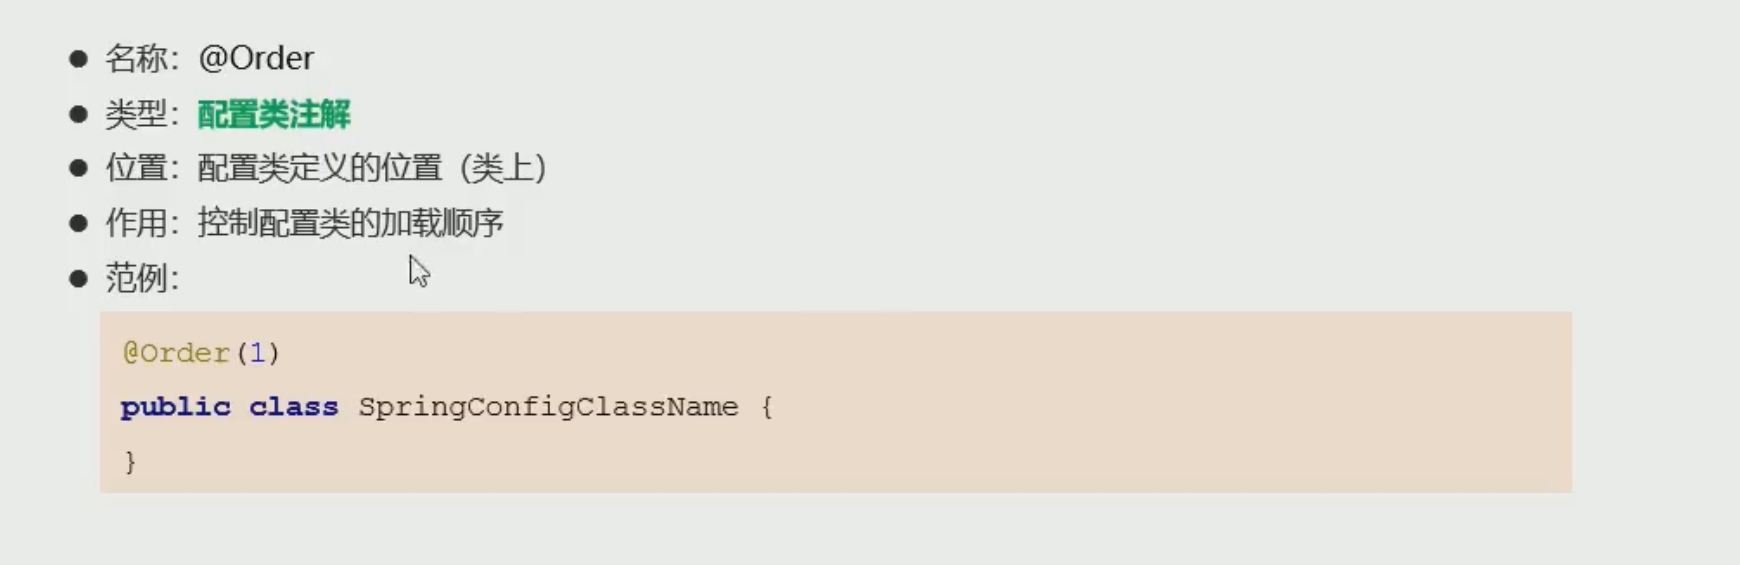 ● 名称：@Order
● 类型：配置类注解
● 位置：配置类定义的位置（类上）
● 作用：控制配置类的加载顺序
● 范例：
@Order(1)
public class SpringConfigClassName {
}